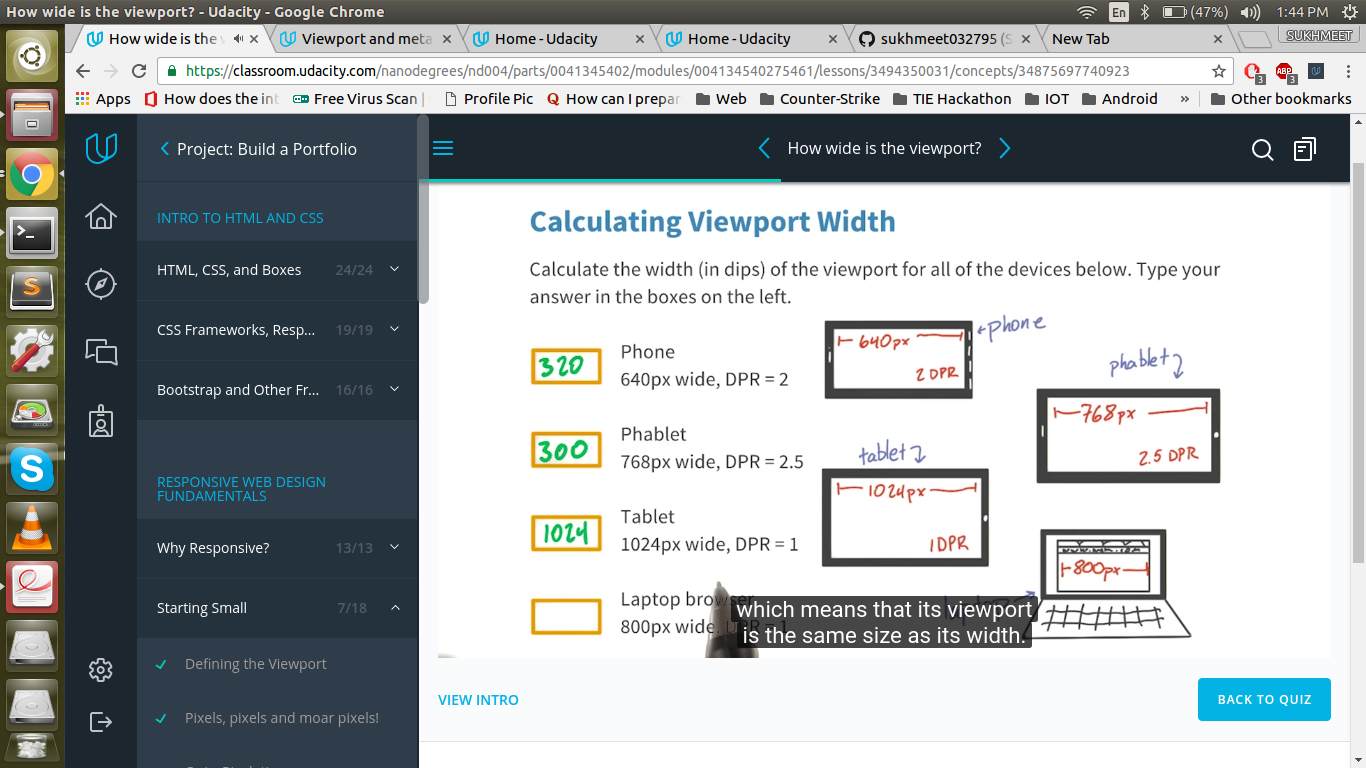 How wide is the viewport? - Udacity - Google Chrome
En
(47%)
1:44 PM
SUKHMEET
How wide is the
Viewport and meta
Home - Udacity
Home - Udacity
sukhmeet032795 (S
New Tab
https://classroom.udacity.com/nanodegrees/nd004/parts/0041345402/modules/004134540275461/lessons/3494350031/concepts/34875697740923
3
ABP
3
Apps
How does the int
Free Virus Scan |
Profile Pic
How can I prepar
Web
Counter-Strike
TIE Hackathon
IOT
Android
»
Other bookmarks
Project: Build a Portfolio
How wide is the viewport?
INTRO TO HTML AND CSS
HTML, CSS, and Boxes 24/24
CSS Frameworks, Resp... 19/19
Bootstrap and Other Fr... 16/16
RESPONSIVE WEB DESIGN
FUNDAMENTALS
Why Responsive? 13/13
Starting Small 7/18
Defining the Viewport
Pixels, pixels and moar pixels!
Calculating Viewport Width
Calculate the width (in dips) of the viewport for all of the devices below. Type your
answer in the boxes on the left.
320
Phone
640px wide, DPR = 2
300
Phablet
768px wide, DPR = 2.5
1024
Tablet
1024px wide, DPR = 1
Laptop browser
800px wide, DPR = 1
phone
640px
2 DPR
phablet
768px
2.5 DPR
tablet
1024px
1 DPR
800px
which means that its viewport
is the same size as its width.
VIEW INTRO
BACK TO QUIZ